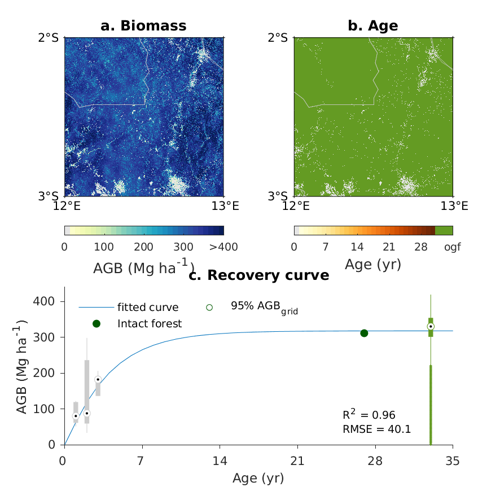 a. Biomass
b. Age
2°S
2°S
3°S
3°S
12°E
13°E
12°E
13°E
0 100 200 300 >400
0 7 14 21 28 ogf
AGB (Mg ha⁻¹)
Age (yr)
c. Recovery curve
fitted curve
95% AGB_grid
Intact forest
400
300
200
100
0
AGB (Mg ha⁻¹)
R² = 0.96
RMSE = 40.1
0 7 14 21 28 35
Age (yr)